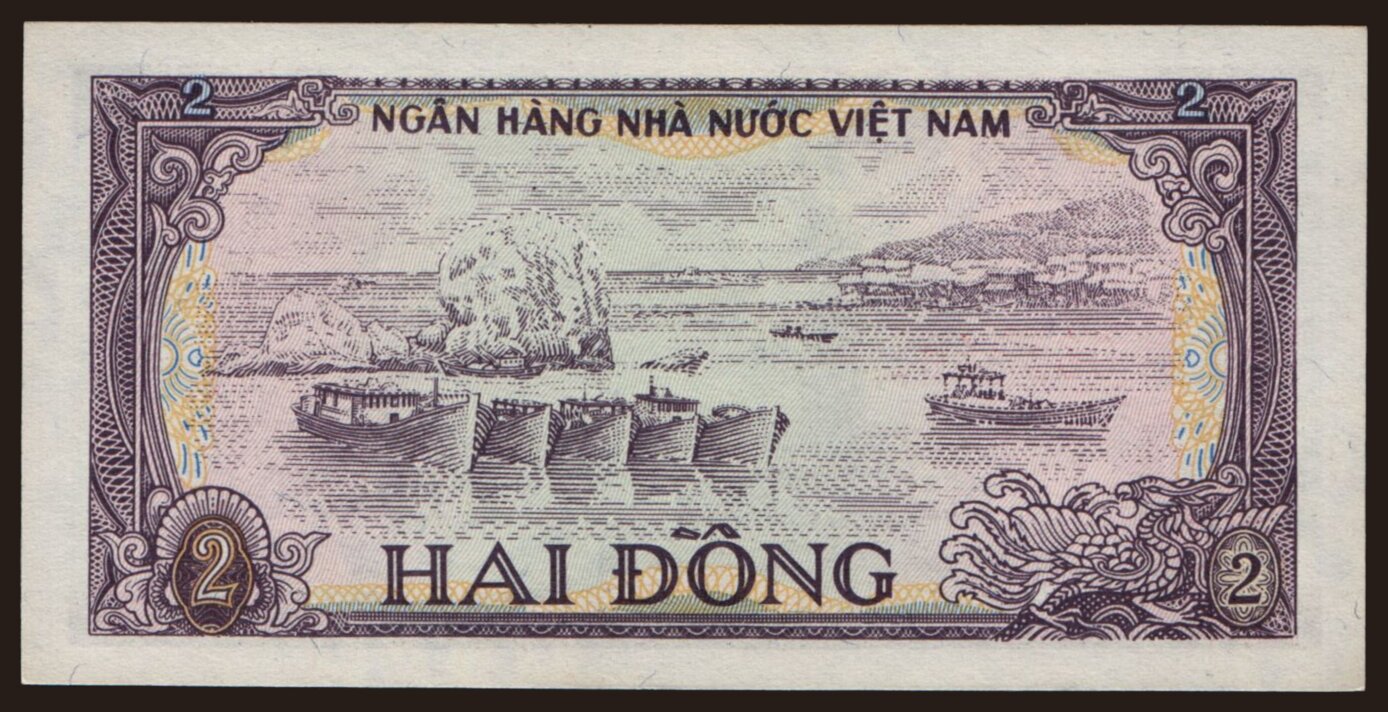 2 2
NGÂN HÀNG NHÀ NƯỚC VIỆT NAM
HAI ĐỒNG
2 2